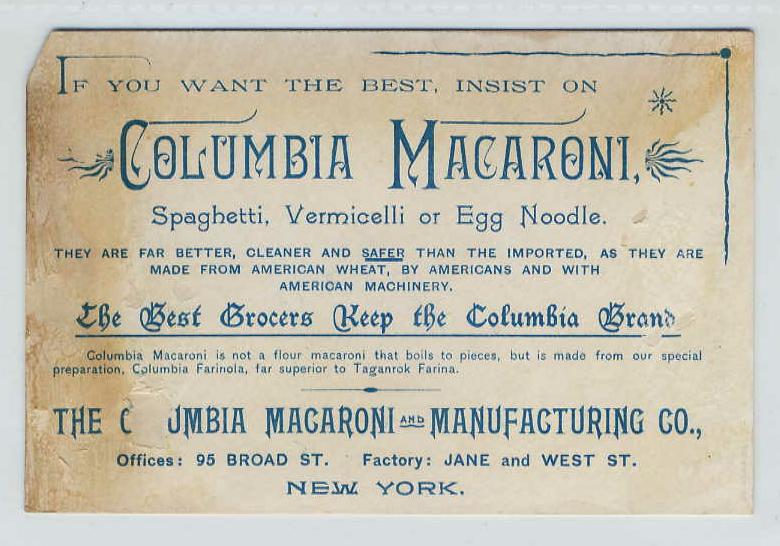 IF YOU WANT THE BEST, INSIST ON
COLUMBIA MACARONI,
Spaghetti, Vermicelli or Egg Noodle.
THEY ARE FAR BETTER, CLEANER AND SAFER THAN THE IMPORTED, AS THEY ARE
MADE FROM AMERICAN WHEAT, BY AMERICANS AND WITH
AMERICAN MACHINERY.
The Best Grocers Keep the Columbia Brand
Columbia Macaroni is not a flour macaroni that boils to pieces, but is made from our special
preparation, Columbia Farinola, far superior to Taganrok Farina.
THE C UMBIA MACARONI AND MANUFACTURING CO.,
Offices: 95 BROAD ST. Factory: JANE and WEST ST.
NEW YORK.